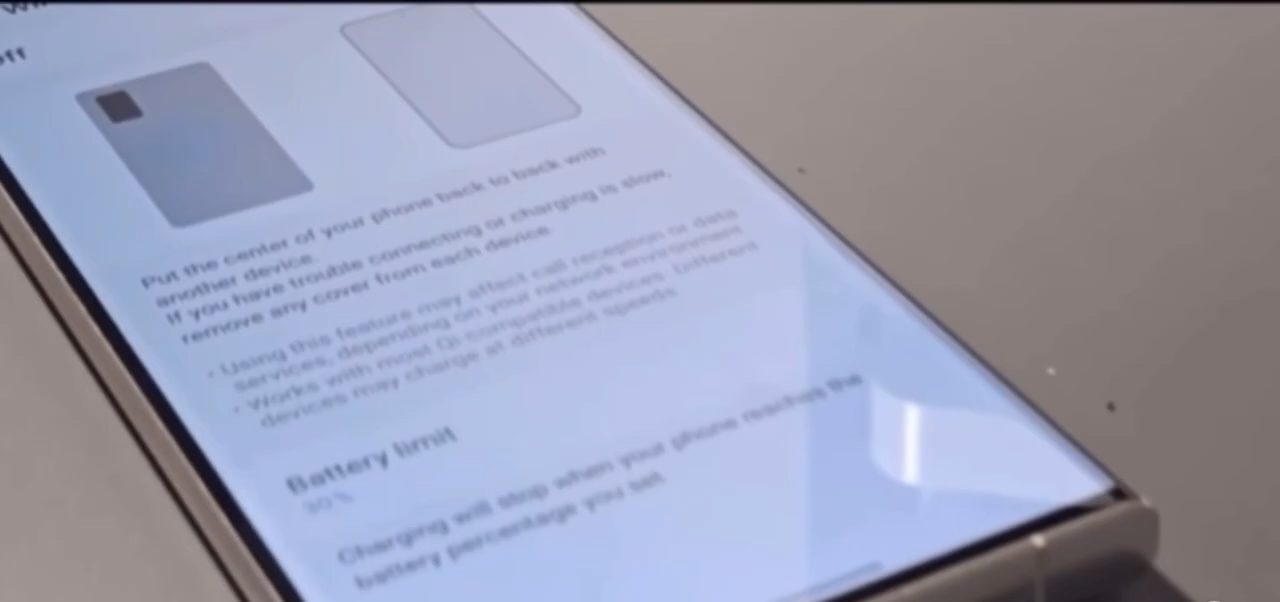 off
Put the center of your phone back to back with
another device.
If you have trouble connecting or charging is slow,
remove any cover from each device.
• Using this feature may affect call reception or data
services, depending on your network environment.
• Works with most Qi-compatible devices. Different
devices may charge at different speeds.
Battery limit
30%
Charging will stop when your phone reaches the
battery percentage you set.